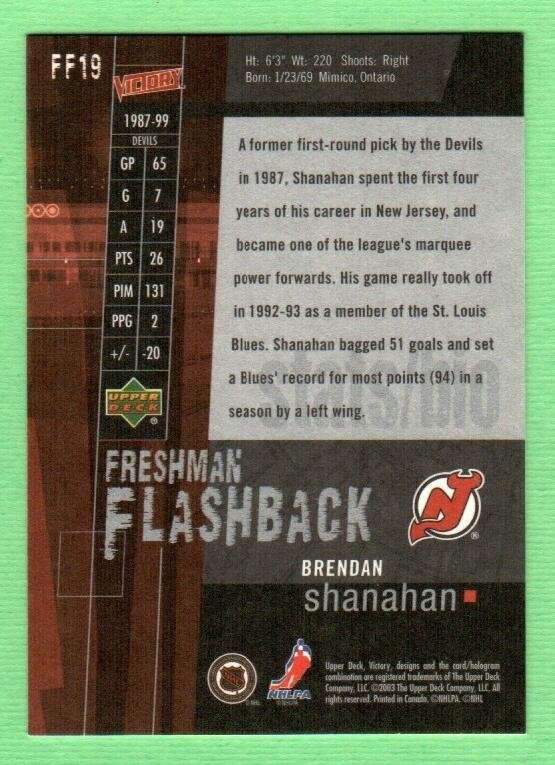 FF19
VICTORY
Ht: 6'3" Wt: 220 Shoots: Right
Born: 1/23/69 Mimico, Ontario
1987-99
DEVILS
GP 65
G 7
A 19
PTS 26
PIM 131
PPG 2
+/- -20
UPPER
DECK
®
A former first-round pick by the Devils
in 1987, Shanahan spent the first four
years of his career in New Jersey, and
became one of the league's marquee
power forwards. His game really took off
in 1992-93 as a member of the St. Louis
Blues. Shanahan bagged 51 goals and set
a Blues' record for most points (94) in a
season by a left wing.
stats/bio
FRESHMAN
FLASHBACK
BRENDAN
shanahan
NHLPA
Upper Deck, Victory, designs and the card/hologram
combination are registered trademarks of The Upper Deck
Company, LLC. ©2003 The Upper Deck Company, LLC. All
rights reserved. Printed in Canada. ©NHLPA. ©NHL